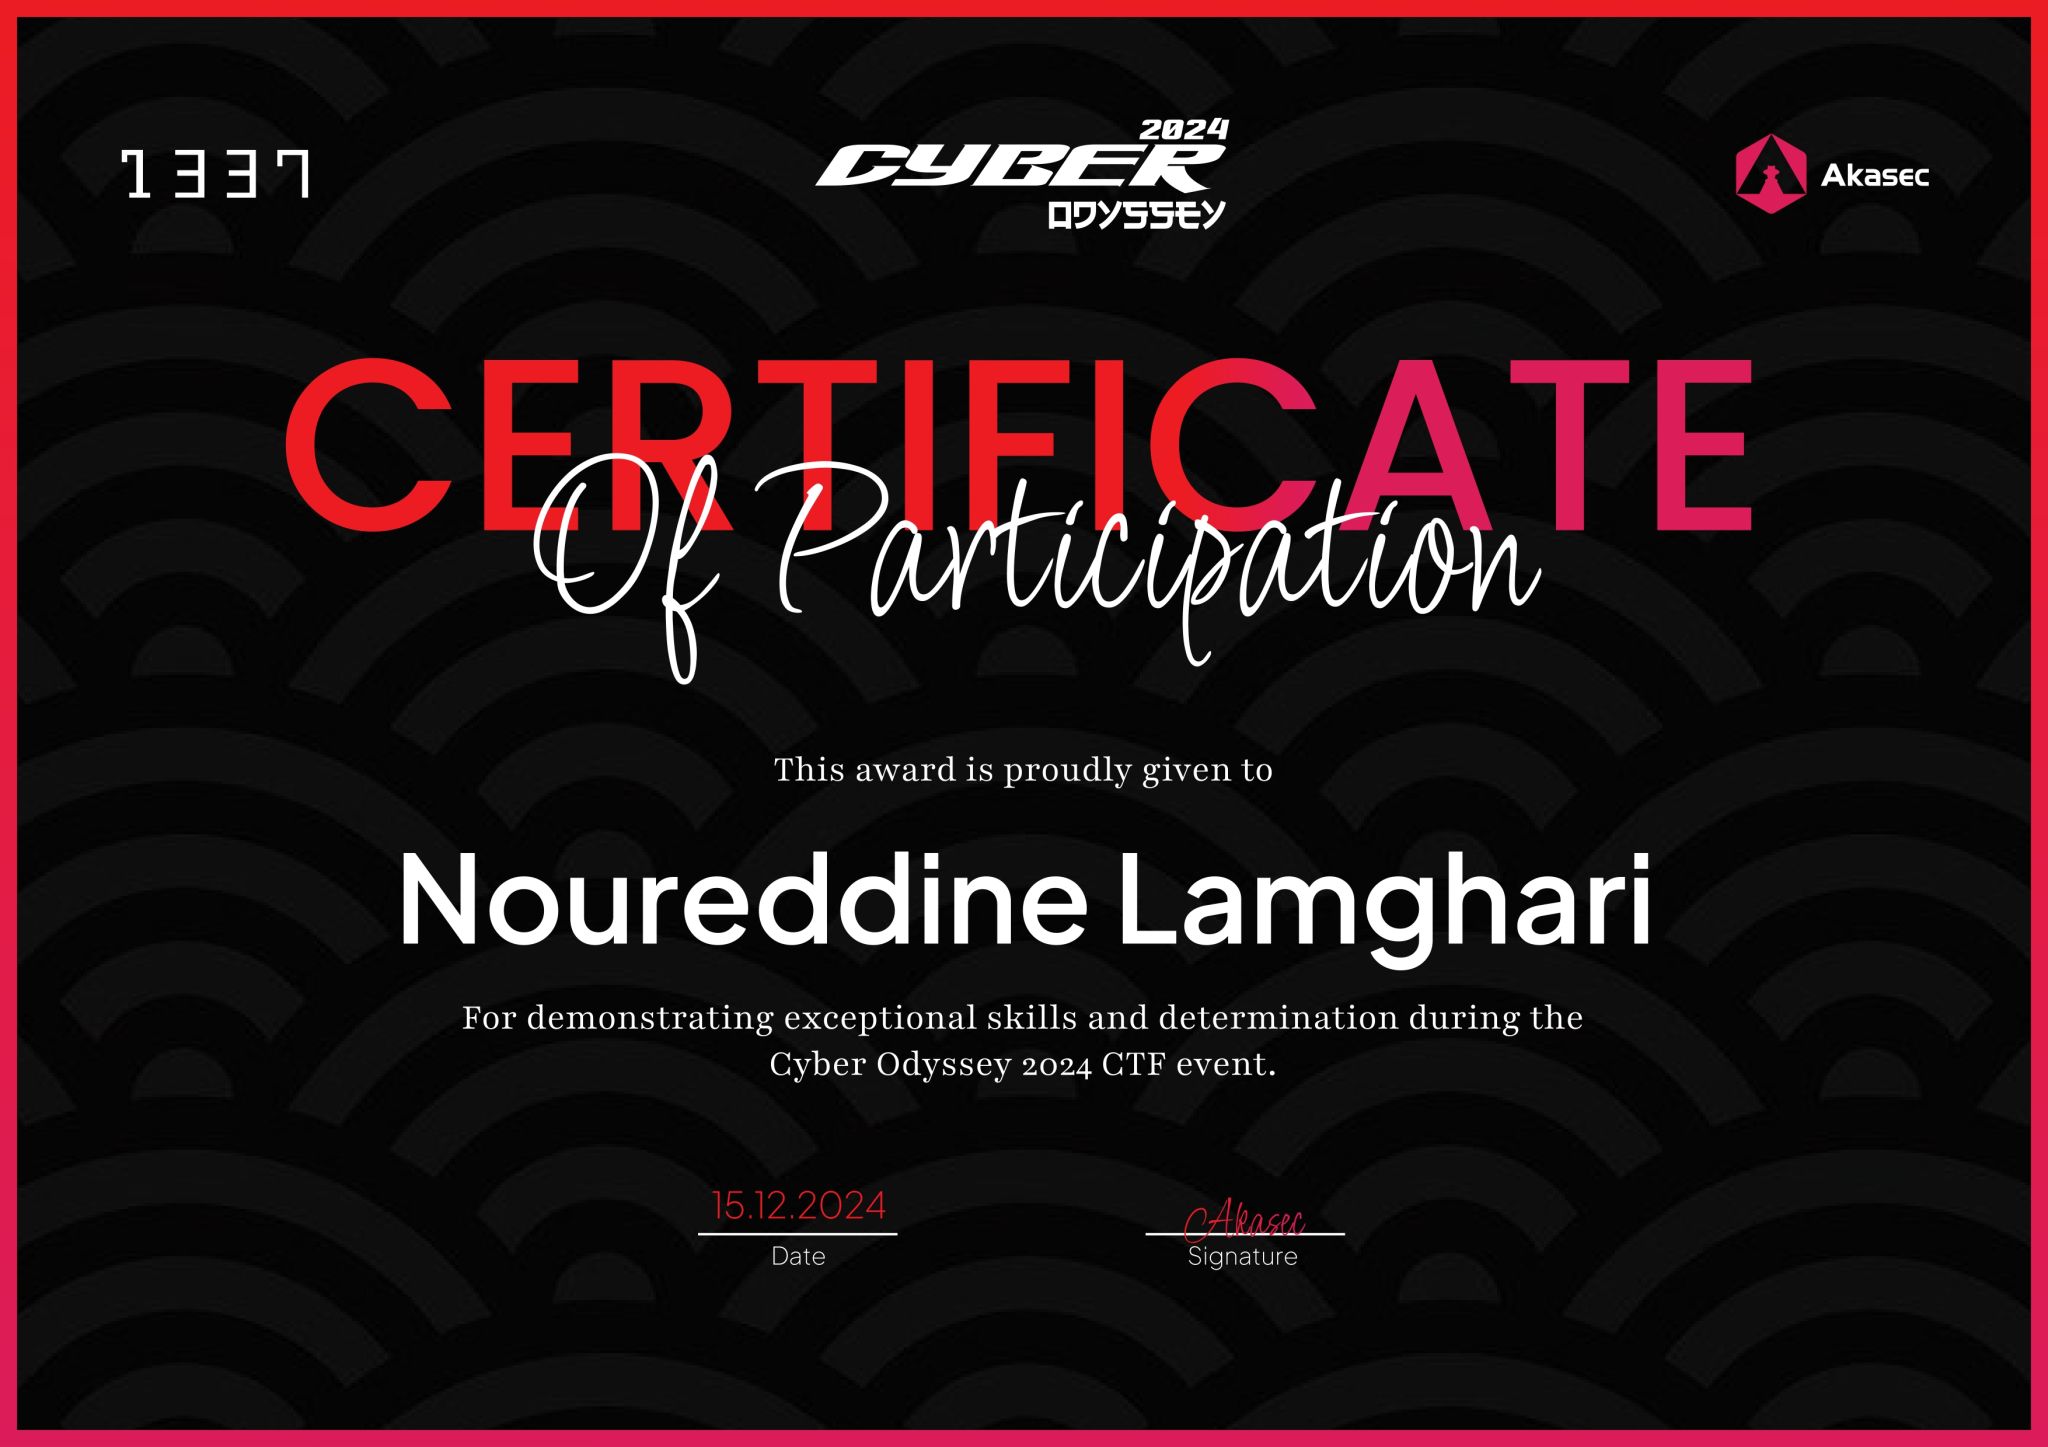 1337
2024
CYBER
ODYSSEY
Akasec
CERTIFICATE
Of Participation
This award is proudly given to
Noureddine Lamghari
For demonstrating exceptional skills and determination during the
Cyber Odyssey 2024 CTF event.
15.12.2024
Date
Akasec
Signature